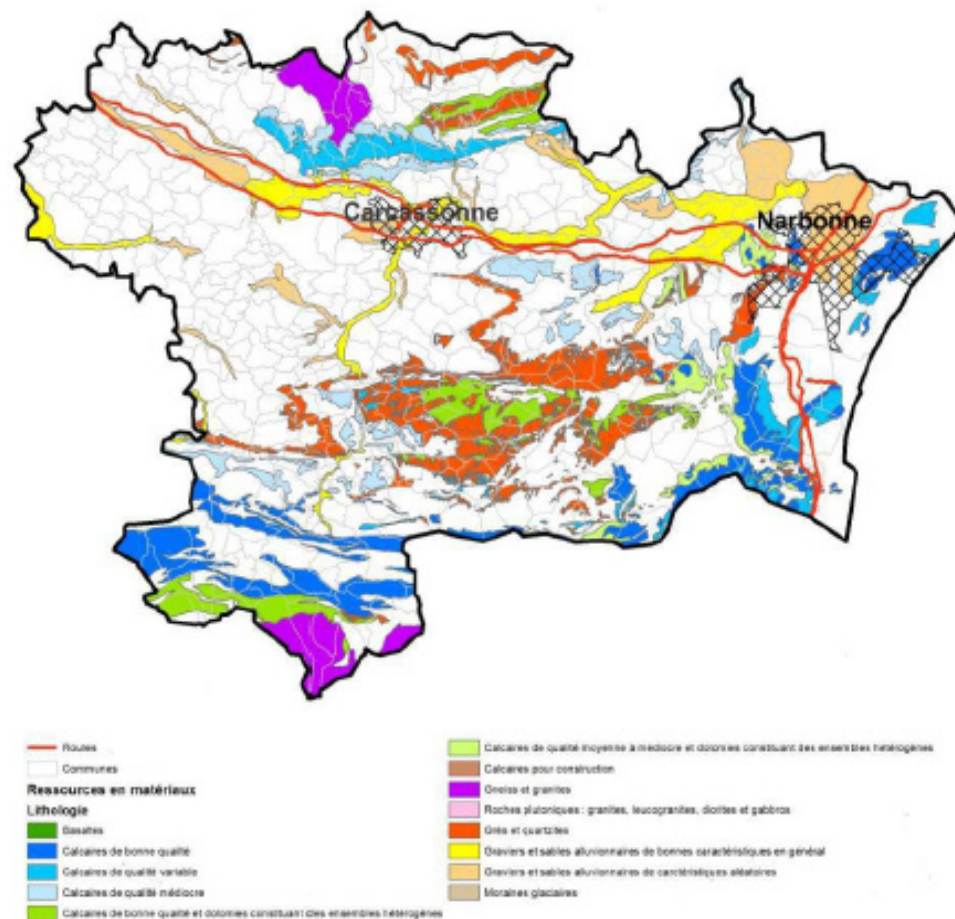 Carcassonne
Narbonne
Routes
Communes
Ressources en matériaux
Lithologie
Basaltes
Calcaires de bonne qualité
Calcaires de qualité variable
Calcaires de qualité médiocre
Calcaires de bonne qualité et dolomies constituant des ensembles hétérogènes
Calcaires de qualité moyenne à médiocre et dolomies constituant des ensembles hétérogènes
Calcaires pour construction
Gneiss et granites
Roches plutoniques : granites, leucogranites, diorites et gabbros
Grès et quartzites
Graviers et sables alluvionnaires de bonnes caractéristiques en général
Graviers et sables alluvionnaires de carctéristiques aléatoires
Moraines glaciaires